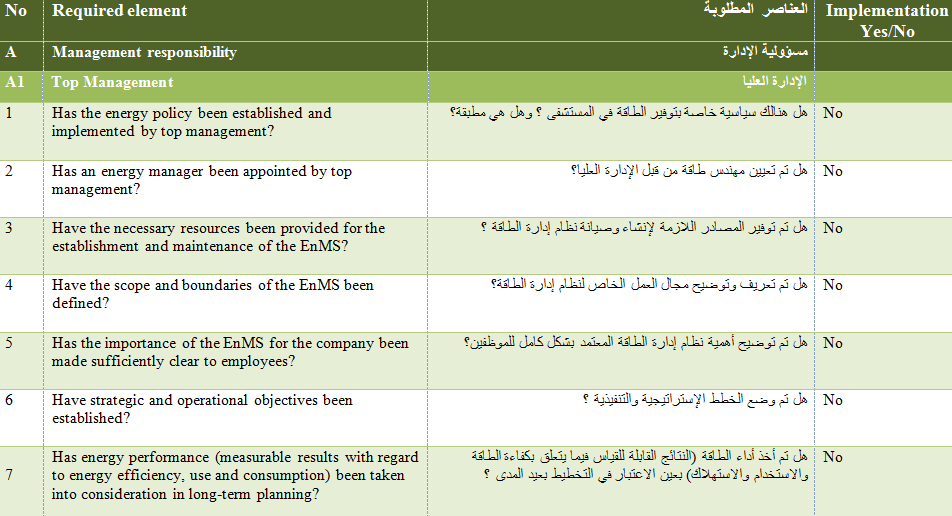 No Required element العناصر المطلوبة Implementation
Yes/No
A Management responsibility مسؤولية الإدارة
A1 Top Management الإدارة العليا
1 Has the energy policy been established and هل هنالك سياسية خاصة بتوفير الطاقة في المستشفى ؟ وهل هي مطبقة؟ No
implemented by top management?
2 Has an energy manager been appointed by top هل تم تعيين مهندس طاقة من قبل الإدارة العليا؟ No
management?
3 Have the necessary resources been provided for the هل تم توفير المصادر اللازمة لإنشاء وصيانة نظام إدارة الطاقة ؟ No
establishment and maintenance of the EnMS?
4 Have the scope and boundaries of the EnMS been هل تم تعريف وتوضيح مجال العمل الخاص لنظام إدارة الطاقة؟ No
defined?
5 Has the importance of the EnMS for the company been هل تم توضيح أهمية نظام إدارة الطاقة المعتمد بشكل كامل للموظفين؟ No
made sufficiently clear to employees?
6 Have strategic and operational objectives been هل تم وضع الخطط الإستراتيجية والتنفيذية ؟ No
established?
Has energy performance (measurable results with regard هل تم أخذ أداء الطاقة (النتائج القابلة للقياس فيما يتعلق بكفاءة الطاقة No
7 to energy efficiency, use and consumption) been taken والاستخدام والاستهلاك) بعين الاعتبار في التخطيط بعيد المدى ؟
into consideration in long-term planning?